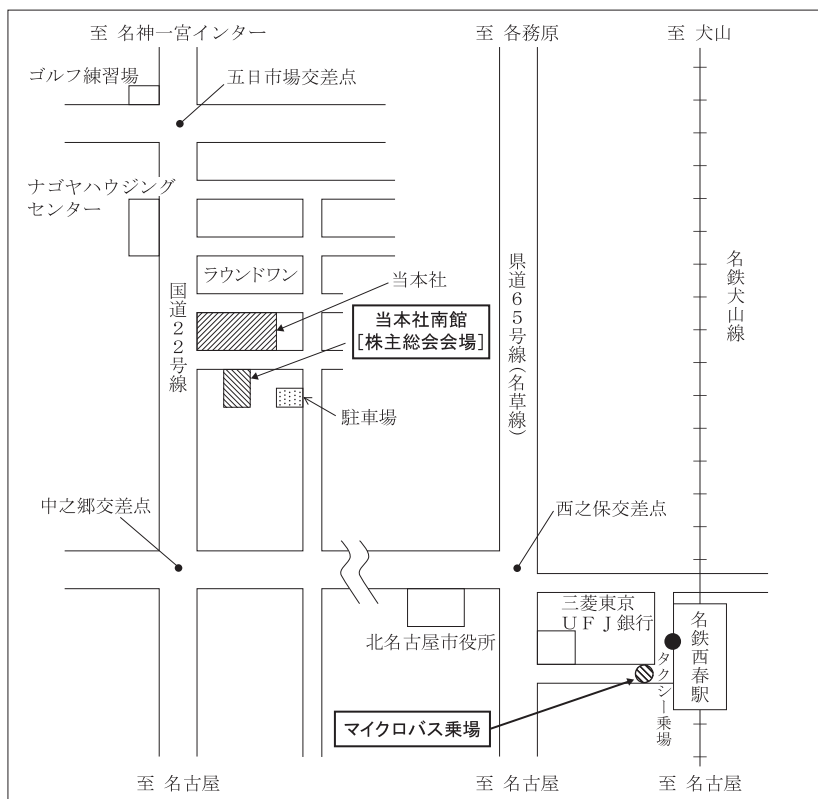 至 名神一宮インター
至 各務原
至 犬山
ゴルフ練習場
五日市場交差点
ナゴヤハウジング
センター
ラウンドワン
当本社
国道22号線
当本社南館
[株主総会会場]
県道65号線(名草線)
名鉄犬山線
駐車場
中之郷交差点
西之保交差点
三菱東京
UFJ銀行
北名古屋市役所
名鉄西春駅
タクシー乗場
マイクロバス乗場
至 名古屋
至 名古屋
至 名古屋